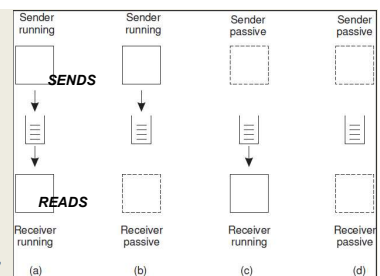 Sender running
Sender running
Sender passive
Sender passive
SENDS
READS
Receiver running
Receiver passive
Receiver running
Receiver passive
(a)
(b)
(c)
(d)